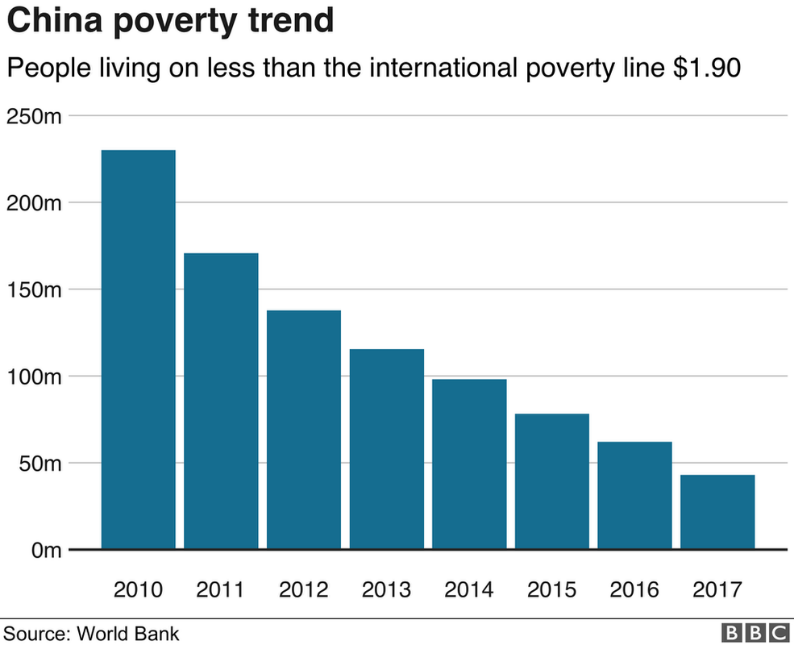 China poverty trend
People living on less than the international poverty line $1.90
250m
200m
150m
100m
50m
0m
2010 2011 2012 2013 2014 2015 2016 2017
Source: World Bank
BBC